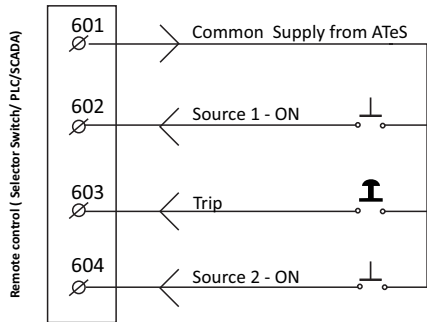 Remote control ( Selector Switch/ PLC/SCADA)
601
Common Supply from ATeS
602
Source 1 - ON
603
Trip
604
Source 2 - ON